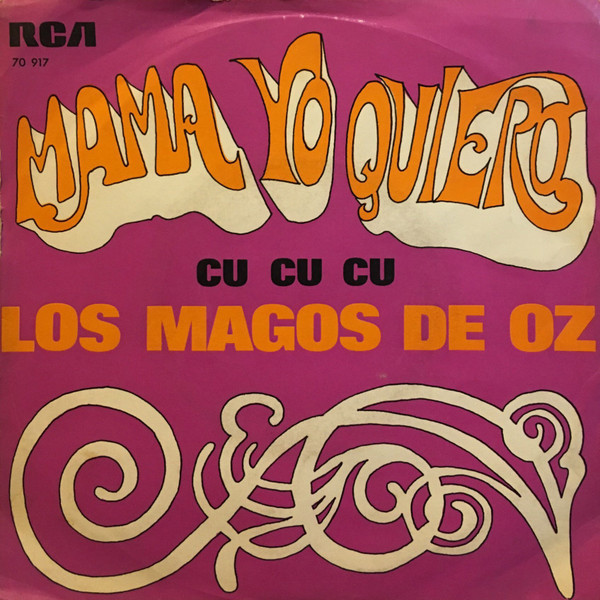 RCA
70 917
MAMA YO QUIERO
CU CU CU
LOS MAGOS DE OZ